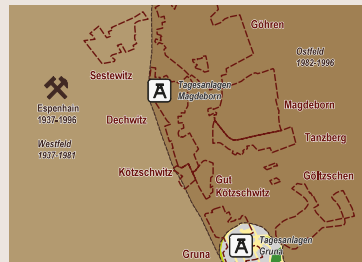 Göhren
Ostfeld
1982-1996
Sestewitz
Tagesanlagen
Magdeborn
Espenhain
1937-1996
Magdeborn
Dechwitz
Tanzberg
Westfeld
1937-1981
Kötzschwitz
Göltzschen
Gut
Kötzschwitz
Gruna
Tagesanlagen
Gruna